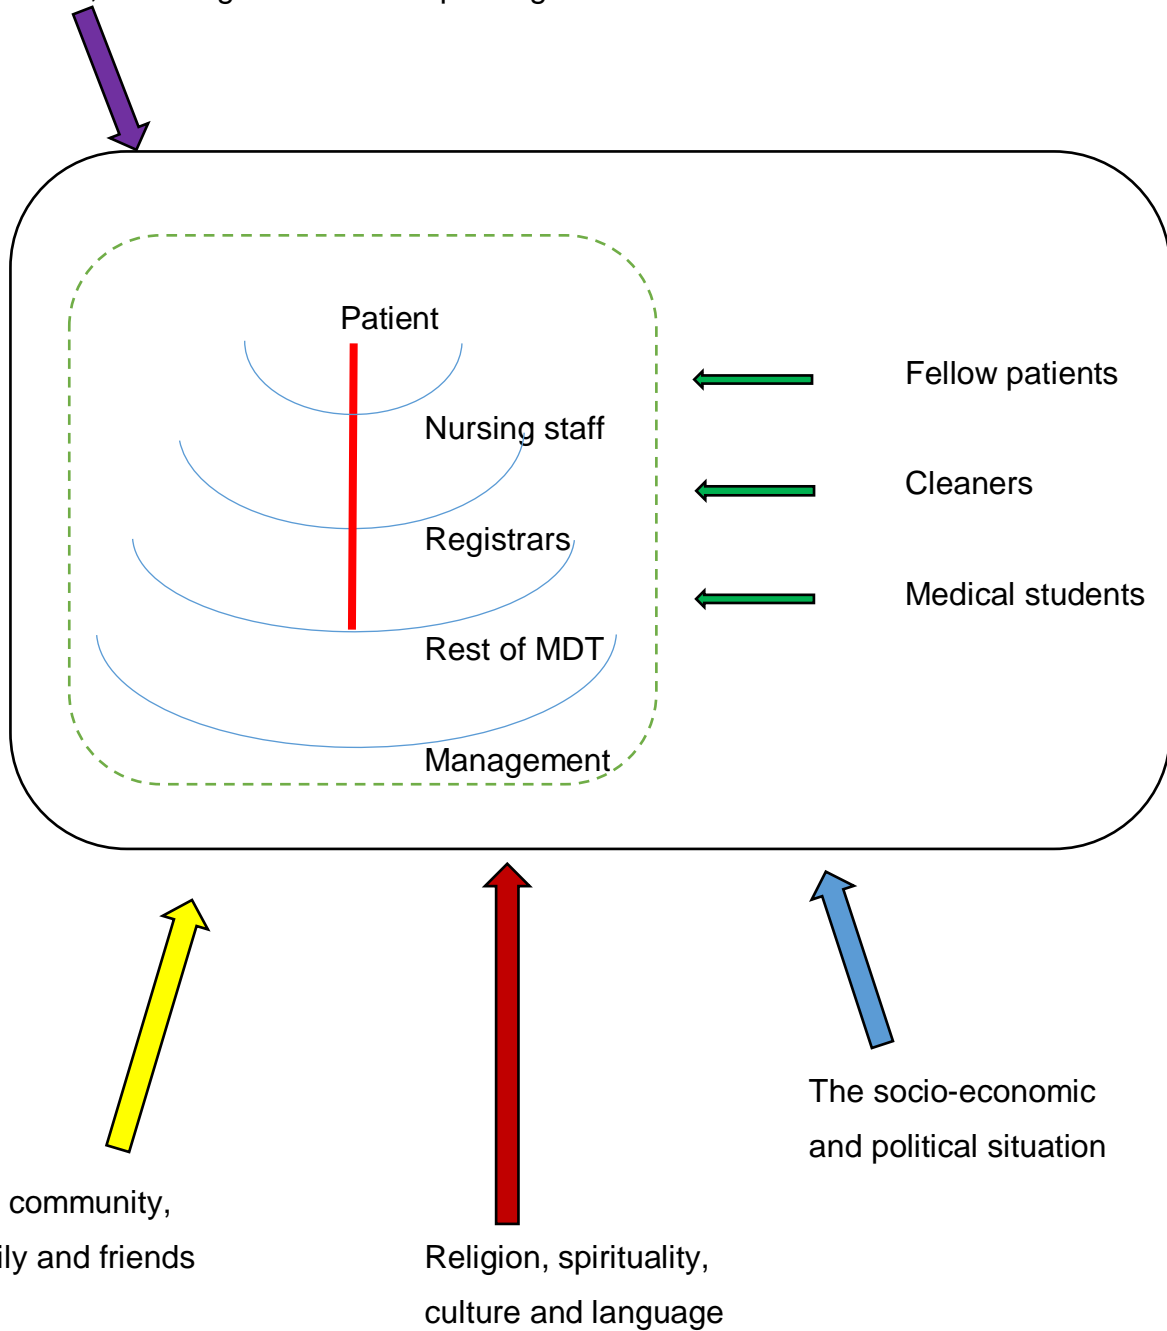 Patient
Fellow patients
Nursing staff
Cleaners
Registrars
Medical students
Rest of MDT
Management
The socio-economic
and political situation
community,
and friends
Religion, spirituality,
culture and language